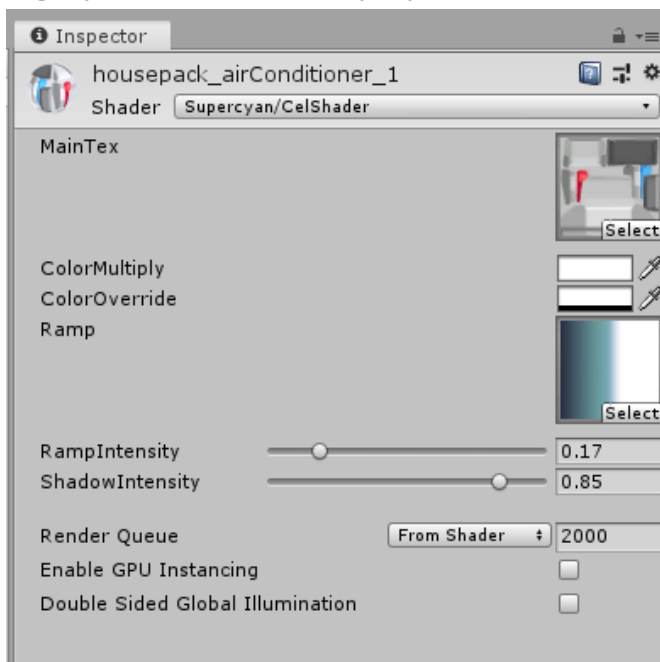 Inspector
housepack_airConditioner_1
Shader Supercyan/CelShader
MainTex
Select
ColorMultiply
ColorOverride
Ramp
Select
RampIntensity 0.17
ShadowIntensity 0.85
Render Queue From Shader 2000
Enable GPU Instancing
Double Sided Global Illumination